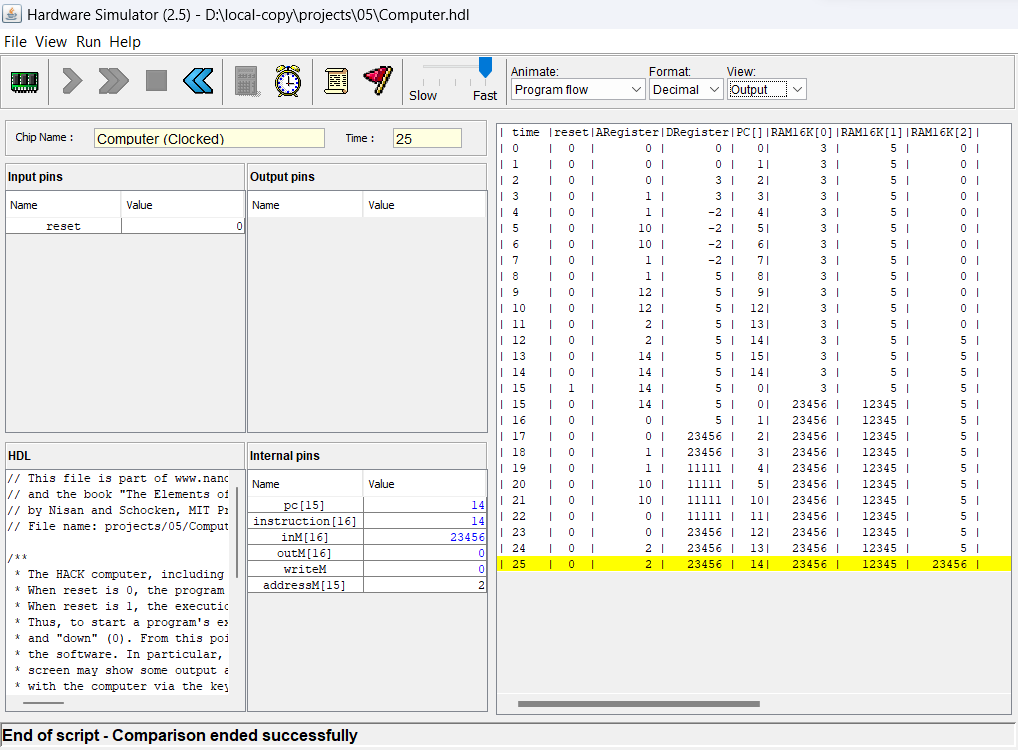 Hardware Simulator (2.5) - D:\local-copy\projects\05\Computer.hdl
File View Run Help
Slow Fast
Animate: Format: View:
Program flow Decimal Output
Chip Name : Computer (Clocked) Time : 25
Input pins
Name Value
reset 0
Output pins
Name Value
HDL
// This file is part of www.nand
// and the book "The Elements of
// by Nisan and Schocken, MIT Pr
// File name: projects/05/Comput
/**
* The HACK computer, including
* When reset is 0, the program
* When reset is 1, the executio
* Thus, to start a program's ex
* and "down" (0). From this poi
* the software. In particular,
* screen may show some output a
* with the computer via the key
Internal pins
Name Value
pc[15] 14
instruction[16] 14
inM[16] 23456
outM[16] 0
writeM 0
addressM[15] 2
| time |reset|ARegister|DRegister|PC[]|RAM16K[0]|RAM16K[1]|RAM16K[2]|
| 0 | 0 | 0 | 0 | 0| 3 | 5 | 0 |
| 1 | 0 | 0 | 0 | 1| 3 | 5 | 0 |
| 2 | 0 | 0 | 3 | 2| 3 | 5 | 0 |
| 3 | 0 | 1 | 3 | 3| 3 | 5 | 0 |
| 4 | 0 | 1 | -2 | 4| 3 | 5 | 0 |
| 5 | 0 | 10 | -2 | 5| 3 | 5 | 0 |
| 6 | 0 | 10 | -2 | 6| 3 | 5 | 0 |
| 7 | 0 | 1 | -2 | 7| 3 | 5 | 0 |
| 8 | 0 | 1 | 5 | 8| 3 | 5 | 0 |
| 9 | 0 | 12 | 5 | 9| 3 | 5 | 0 |
| 10 | 0 | 12 | 5 | 12| 3 | 5 | 0 |
| 11 | 0 | 2 | 5 | 13| 3 | 5 | 0 |
| 12 | 0 | 2 | 5 | 14| 3 | 5 | 5 |
| 13 | 0 | 14 | 5 | 15| 3 | 5 | 5 |
| 14 | 0 | 14 | 5 | 14| 3 | 5 | 5 |
| 15 | 1 | 14 | 5 | 0| 3 | 5 | 5 |
| 15 | 0 | 14 | 5 | 0| 23456 | 12345 | 5 |
| 16 | 0 | 0 | 5 | 1| 23456 | 12345 | 5 |
| 17 | 0 | 0 | 23456 | 2| 23456 | 12345 | 5 |
| 18 | 0 | 1 | 23456 | 3| 23456 | 12345 | 5 |
| 19 | 0 | 1 | 11111 | 4| 23456 | 12345 | 5 |
| 20 | 0 | 10 | 11111 | 5| 23456 | 12345 | 5 |
| 21 | 0 | 10 | 11111 | 10| 23456 | 12345 | 5 |
| 22 | 0 | 0 | 11111 | 11| 23456 | 12345 | 5 |
| 23 | 0 | 0 | 23456 | 12| 23456 | 12345 | 5 |
| 24 | 0 | 2 | 23456 | 13| 23456 | 12345 | 5 |
| 25 | 0 | 2 | 23456 | 14| 23456 | 12345 | 23456 |
End of script - Comparison ended successfully